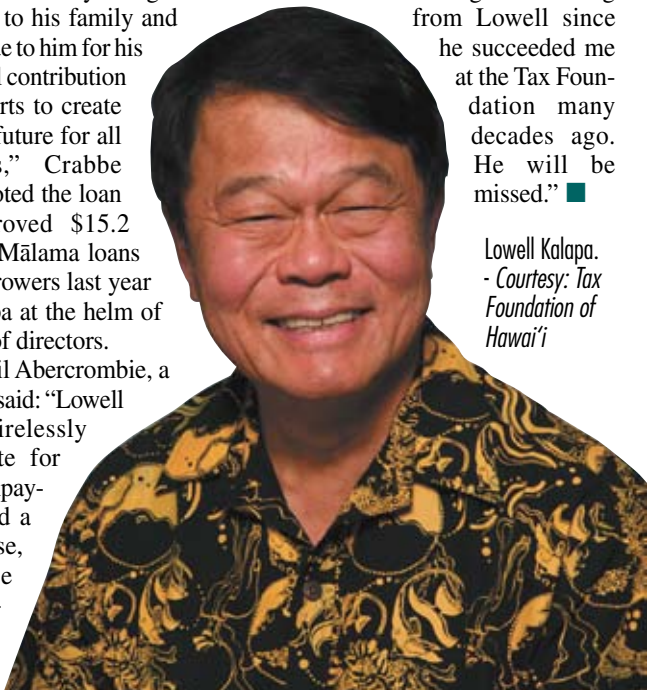 to his family and
to him for his
contribution
rts to create
future for all
s,” Crabbe
oted the loan
roved $15.2
Mālama loans
rowers last year
a at the helm of
of directors.
il Abercrombie, a
said: “Lowell
irelessly
te for
pay-
d a
se,
e
from Lowell since
he succeeded me
at the Tax Foun-
dation many
decades ago.
He will be
missed.”
Lowell Kalapa.
- Courtesy: Tax
Foundation of
Hawai‘i